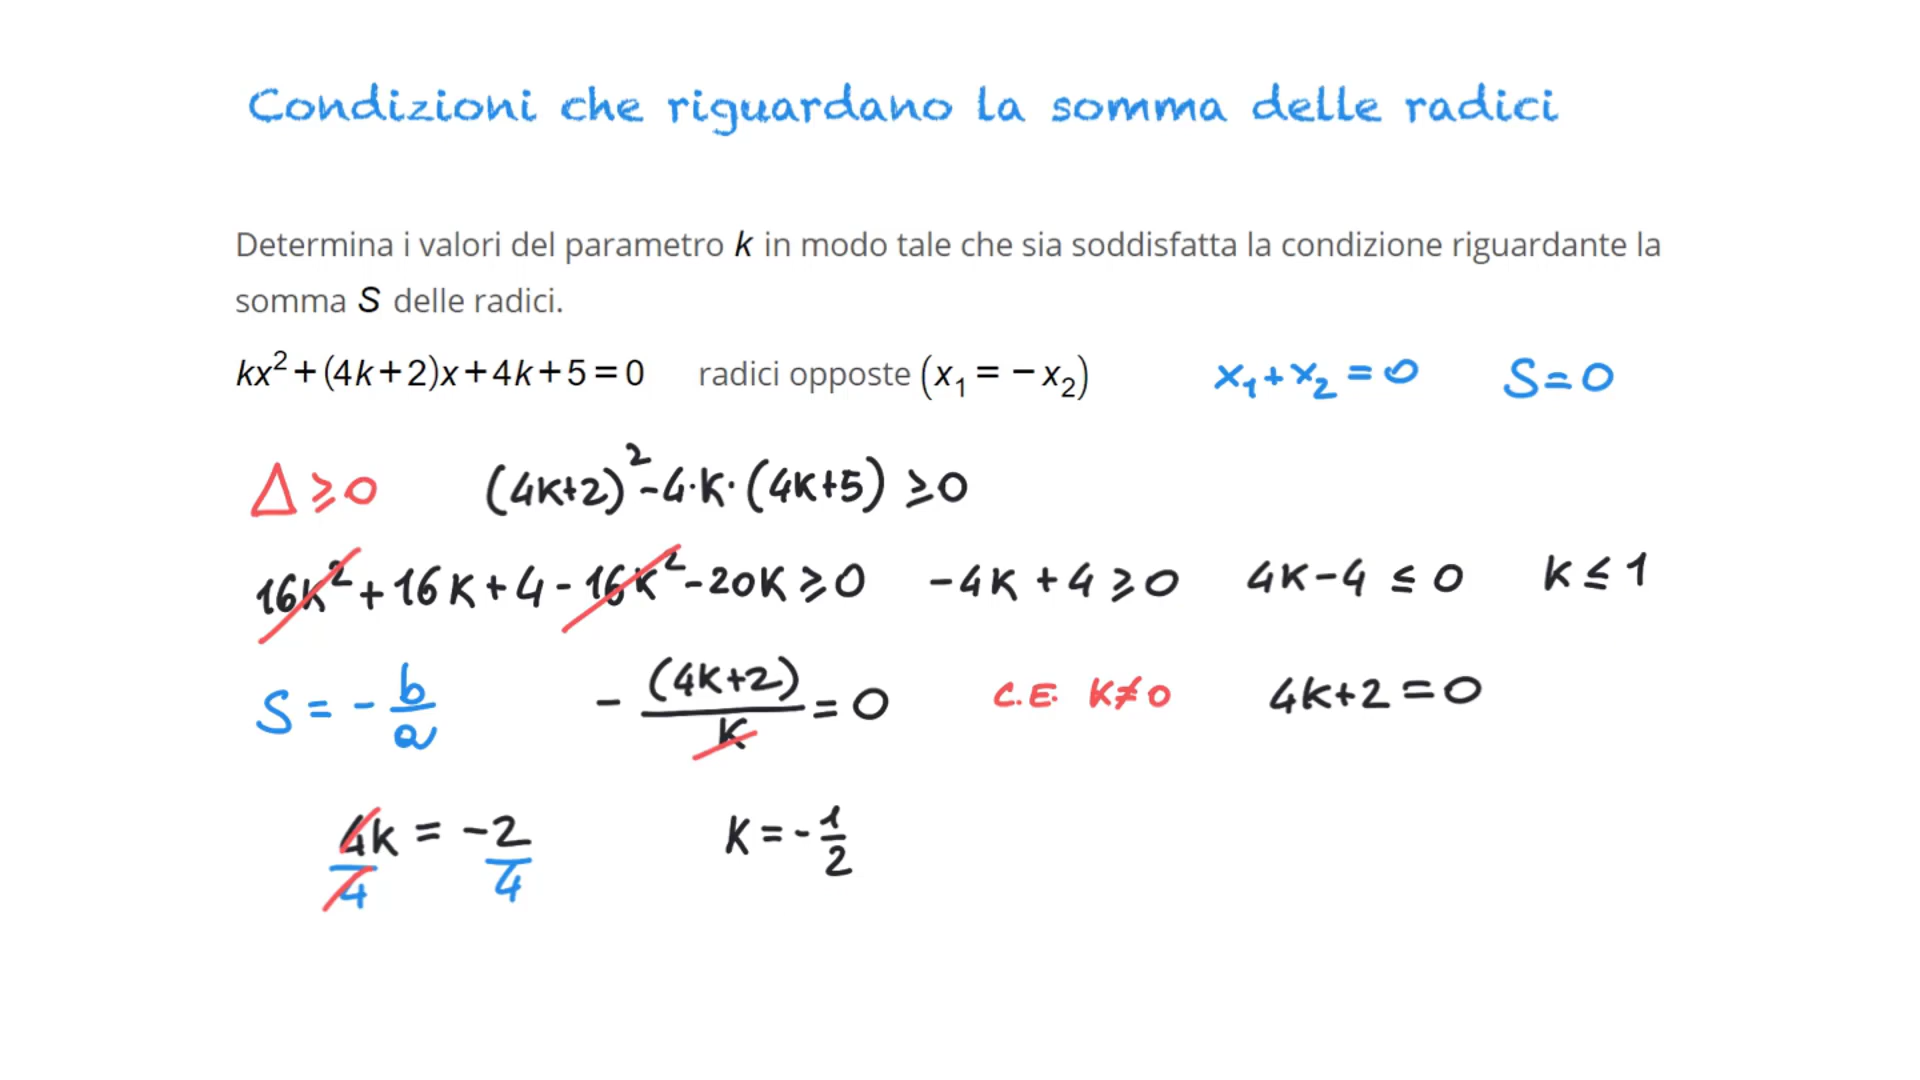 Condizioni che riguardano la somma delle radici
Determina i valori del parametro k in modo tale che sia soddisfatta la condizione riguardante la
somma S delle radici.
kx²+(4k+2)x+4k+5=0 radici opposte (x₁=−x₂) x₁+x₂=0 S=0
Δ≥0 (4k+2)²-4·k·(4k+5)≥0
16k²+16k+4-16k²-20k≥0 -4k+4≥0 4k-4≤0 k≤1
S=-b/a -(4k+2)/k=0 C.E. k≠0 4k+2=0
4k/4=-2/4 k=-1/2